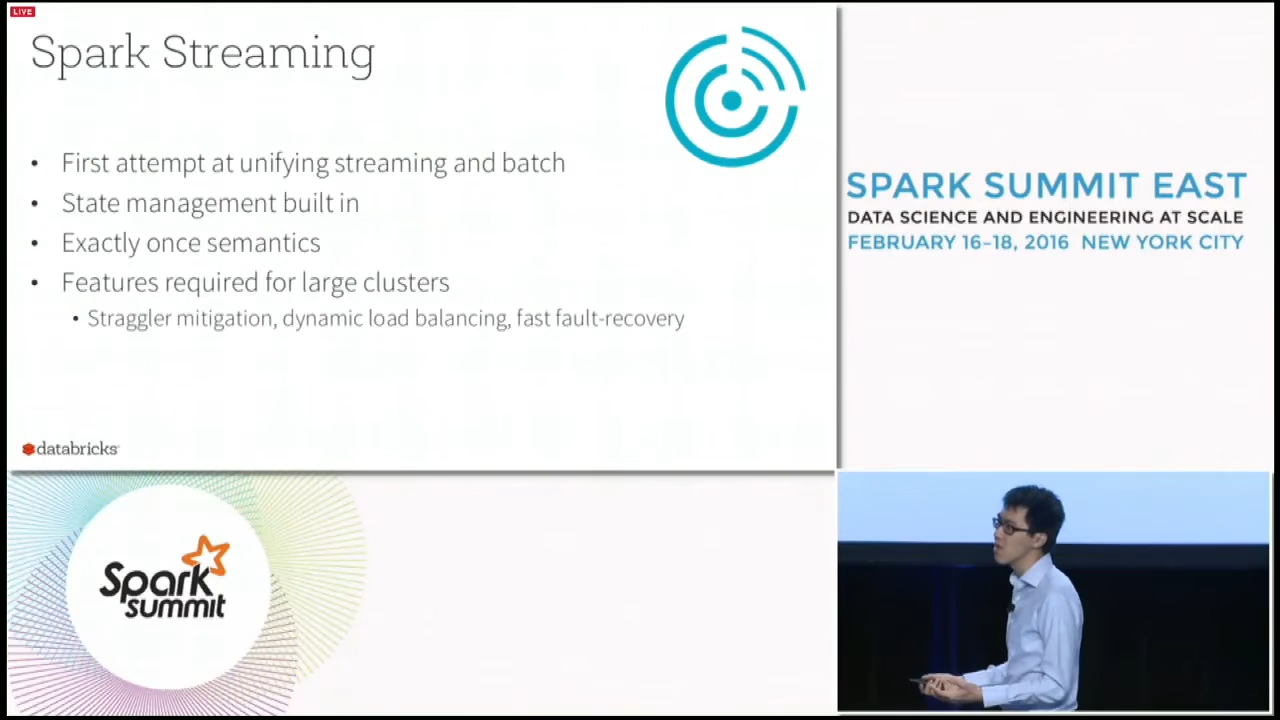 LIVE
Spark Streaming
• First attempt at unifying streaming and batch
• State management built in
• Exactly once semantics
• Features required for large clusters
• Straggler mitigation, dynamic load balancing, fast fault-recovery
databricks
SPARK SUMMIT EAST
DATA SCIENCE AND ENGINEERING AT SCALE
FEBRUARY 16–18, 2016 NEW YORK CITY
Spark
summit